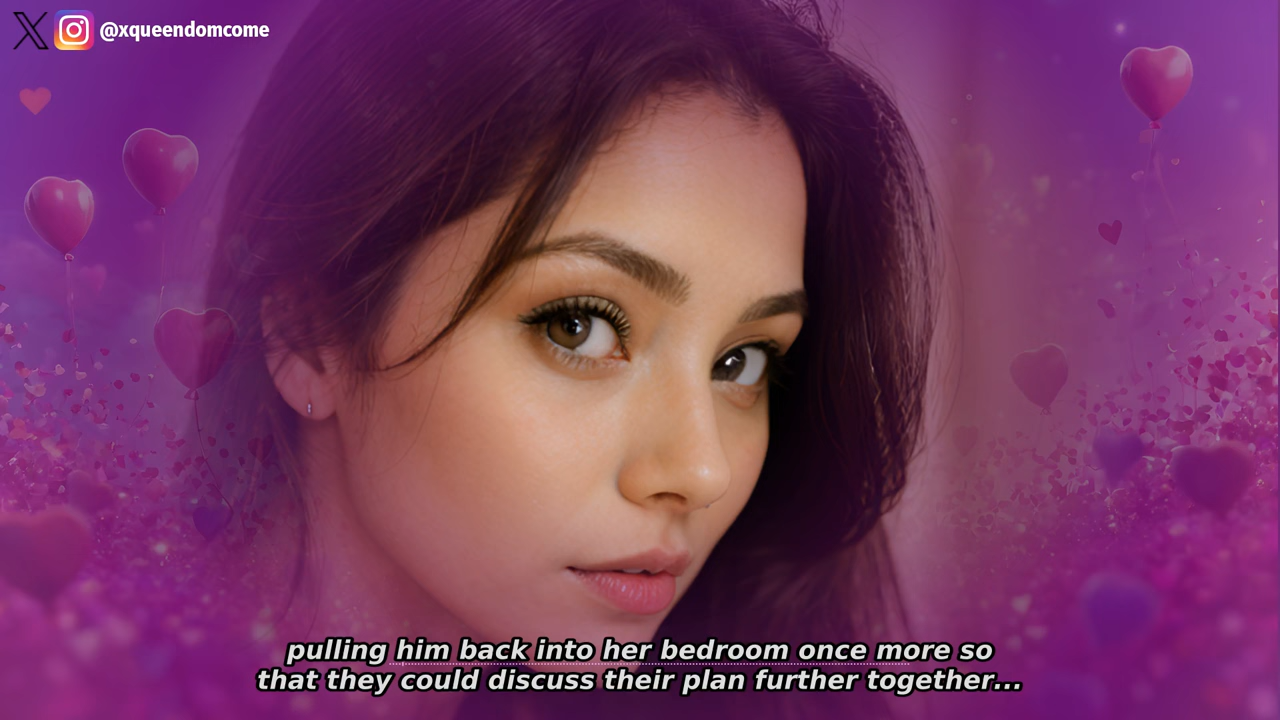 @xqueendomcome
pulling him back into her bedroom once more so
that they could discuss their plan further together...